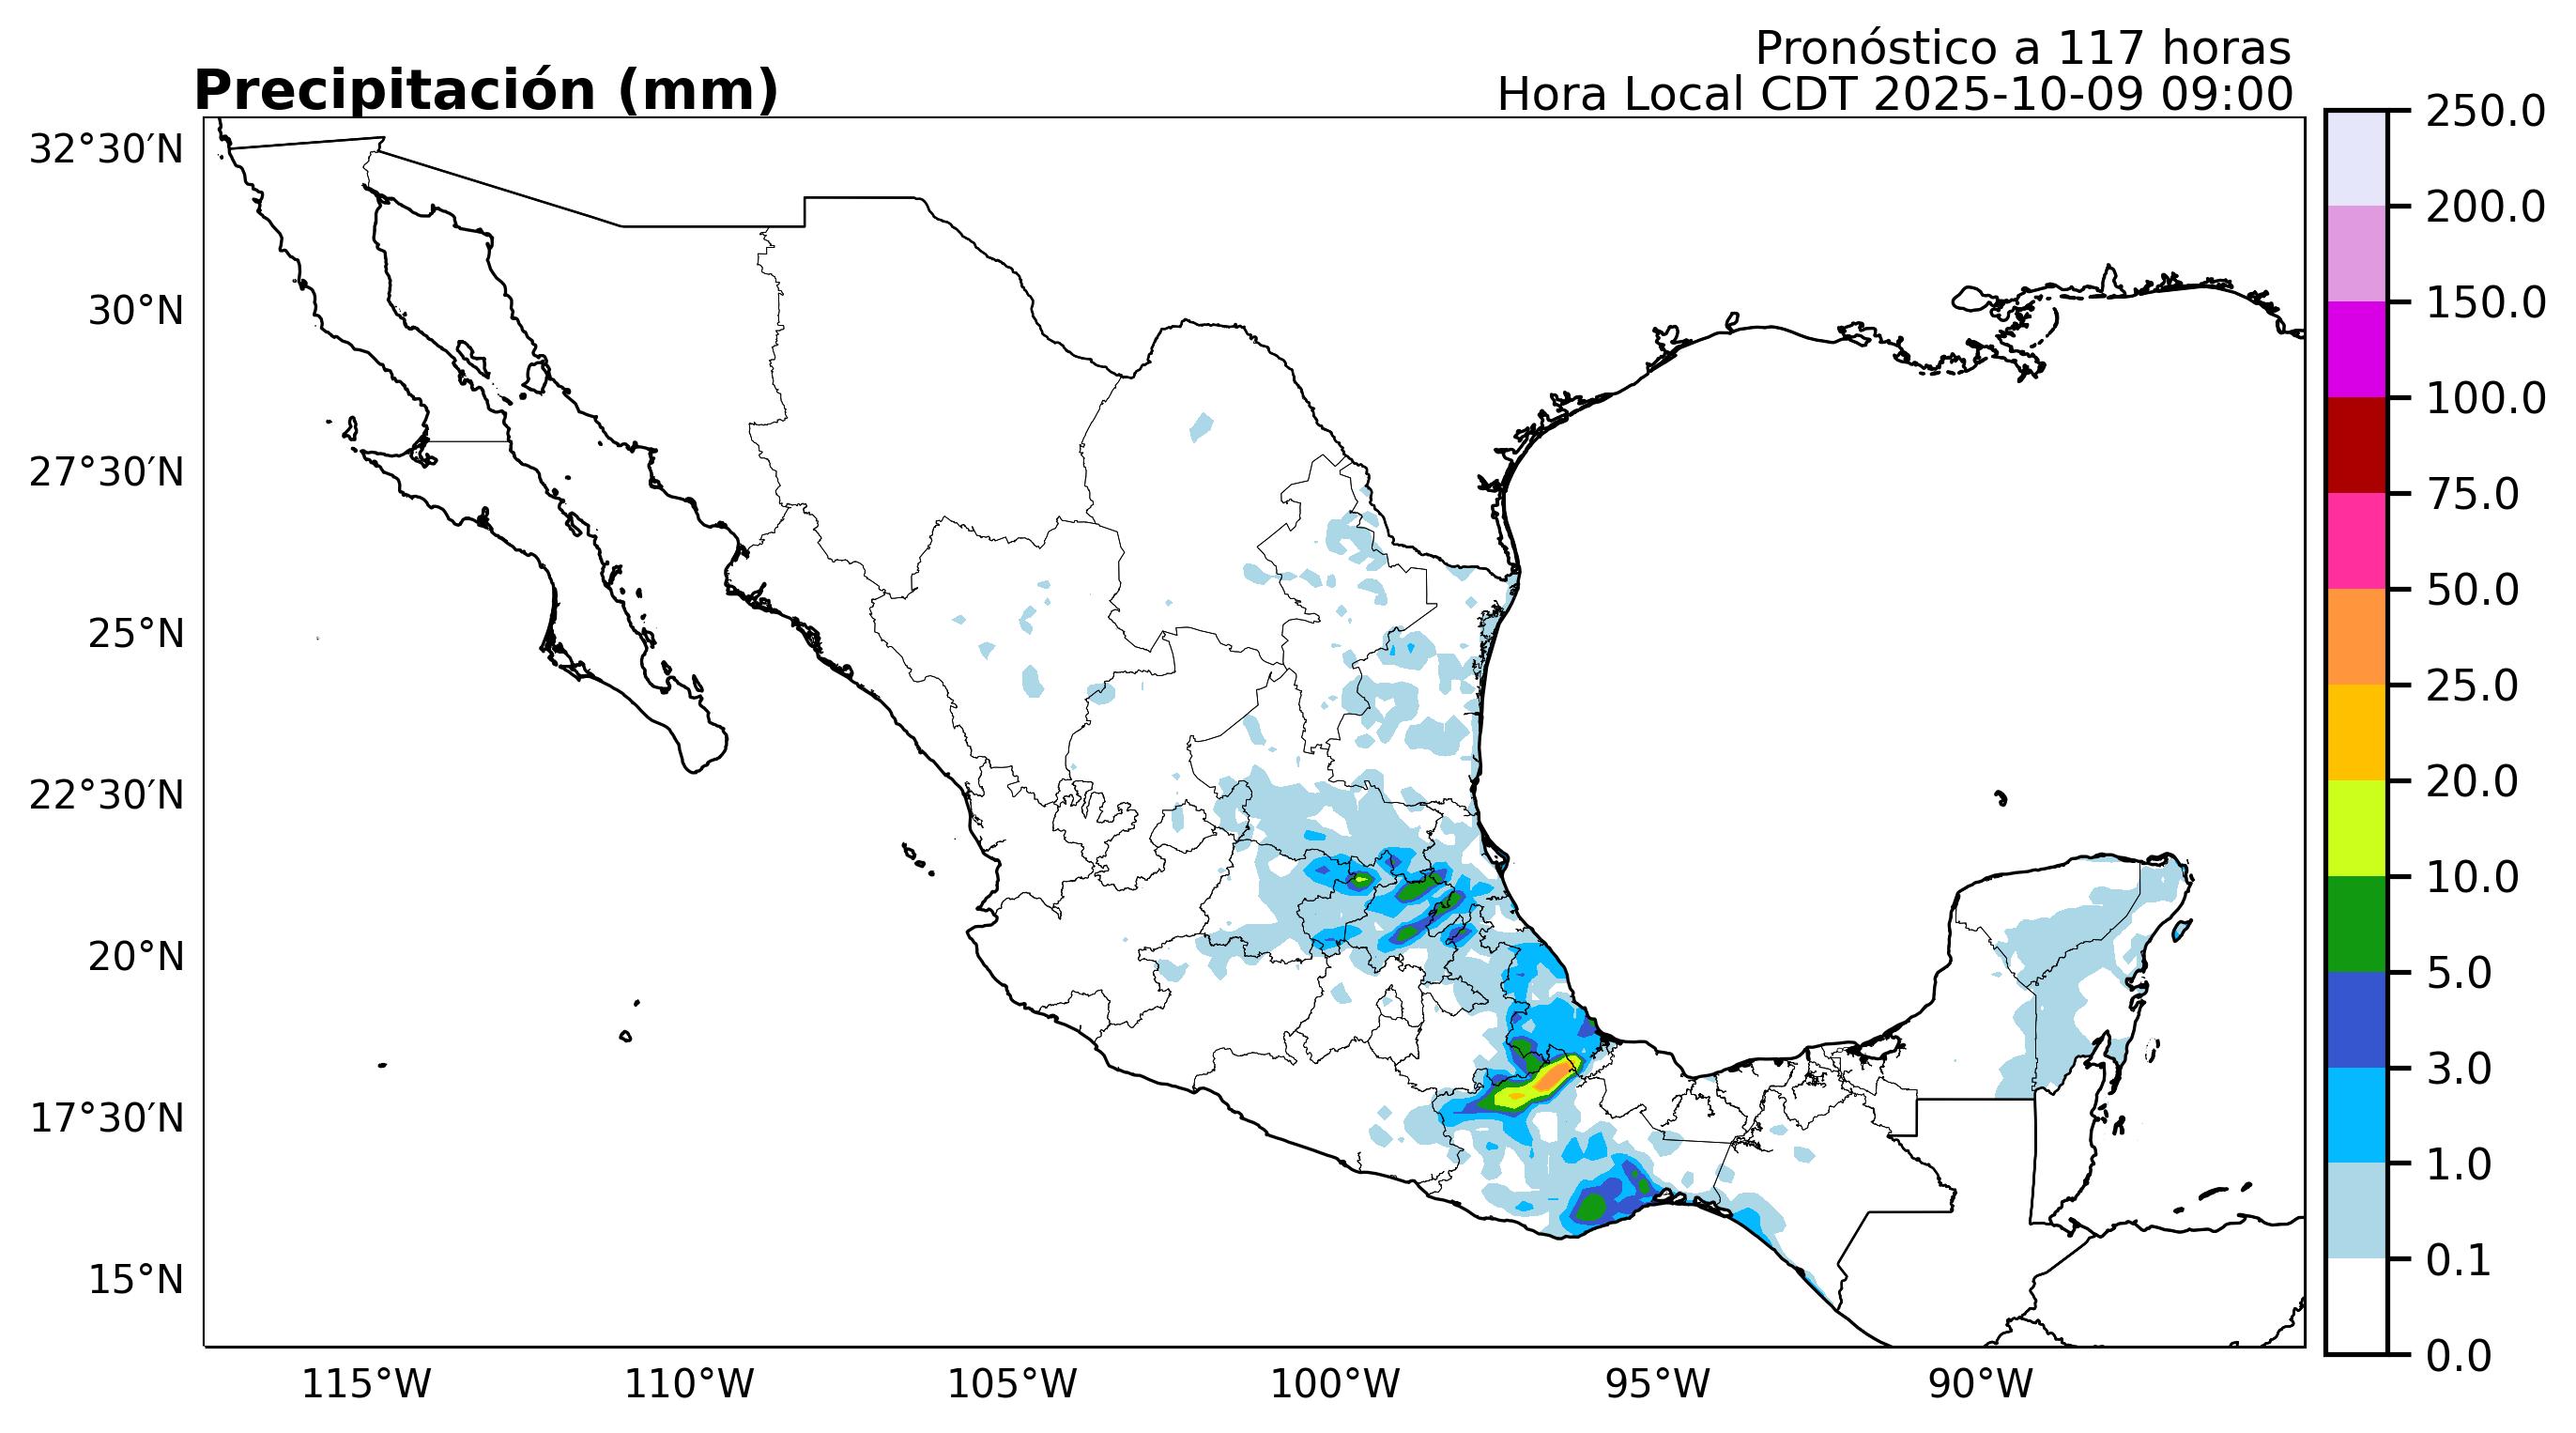 Pronóstico a 117 horas
Precipitación (mm)
Hora Local CDT 2025-10-09 09:00
32°30′N
30°N
27°30′N
25°N
22°30′N
20°N
17°30′N
15°N
115°W
110°W
105°W
100°W
95°W
90°W
250.0
200.0
150.0
100.0
75.0
50.0
25.0
20.0
10.0
5.0
3.0
1.0
0.1
0.0